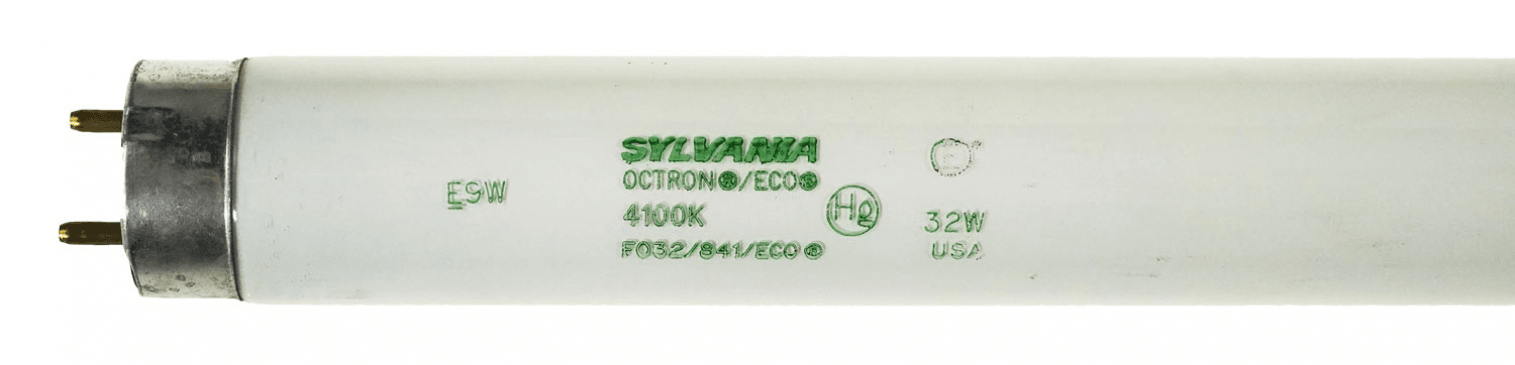 E9W
SYLVANIA
OCTRON®/ECO®
4100K
FO32/841/ECO®
Hg
32W
USA